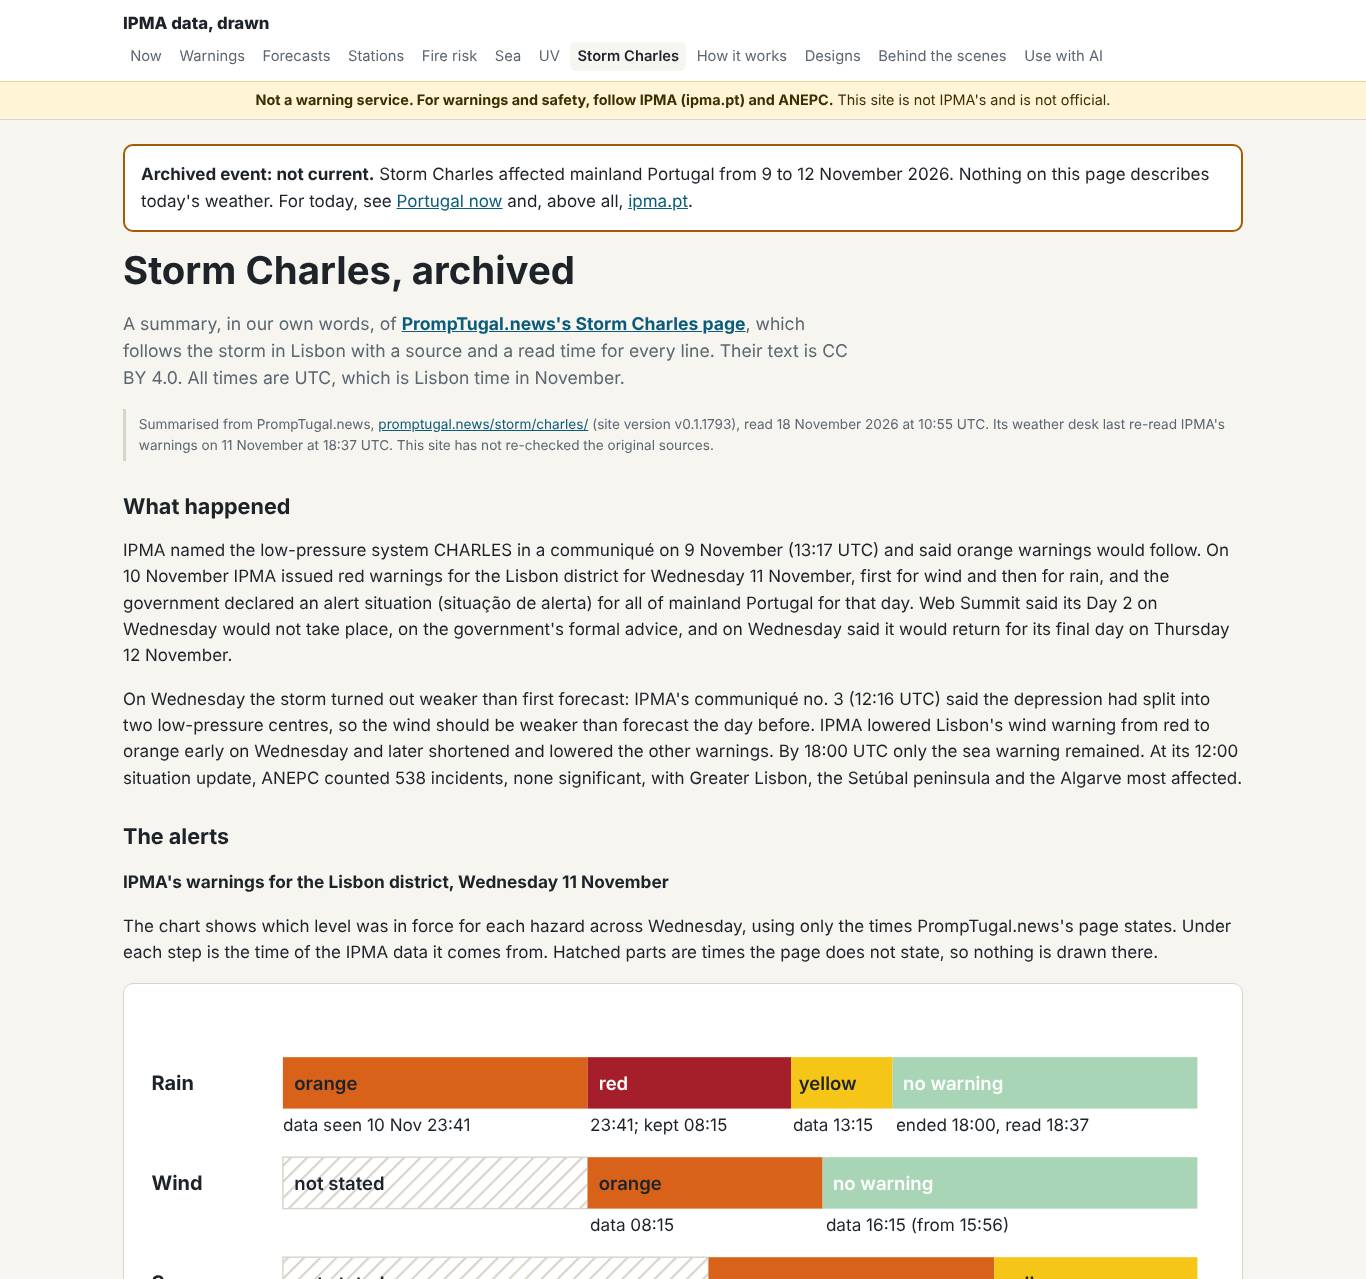 IPMA data, drawn
Now Warnings Forecasts Stations Fire risk Sea UV Storm Charles How it works Designs Behind the scenes Use with AI
Not a warning service. For warnings and safety, follow IPMA (ipma.pt) and ANEPC. This site is not IPMA's and is not official.
Archived event: not current. Storm Charles affected mainland Portugal from 9 to 12 November 2026. Nothing on this page describes
today's weather. For today, see Portugal now and, above all, ipma.pt.
Storm Charles, archived
A summary, in our own words, of PrompTugal.news's Storm Charles page, which
follows the storm in Lisbon with a source and a read time for every line. Their text is CC
BY 4.0. All times are UTC, which is Lisbon time in November.
Summarised from PrompTugal.news, promptugal.news/storm/charles/ (site version v0.1.1793), read 18 November 2026 at 10:55 UTC. Its weather desk last re-read IPMA's
warnings on 11 November at 18:37 UTC. This site has not re-checked the original sources.
What happened
IPMA named the low-pressure system CHARLES in a communiqué on 9 November (13:17 UTC) and said orange warnings would follow. On
10 November IPMA issued red warnings for the Lisbon district for Wednesday 11 November, first for wind and then for rain, and the
government declared an alert situation (situação de alerta) for all of mainland Portugal for that day. Web Summit said its Day 2 on
Wednesday would not take place, on the government's formal advice, and on Wednesday said it would return for its final day on Thursday
12 November.
On Wednesday the storm turned out weaker than first forecast: IPMA's communiqué no. 3 (12:16 UTC) said the depression had split into
two low-pressure centres, so the wind should be weaker than forecast the day before. IPMA lowered Lisbon's wind warning from red to
orange early on Wednesday and later shortened and lowered the other warnings. By 18:00 UTC only the sea warning remained. At its 12:00
situation update, ANEPC counted 538 incidents, none significant, with Greater Lisbon, the Setúbal peninsula and the Algarve most affected.
The alerts
IPMA's warnings for the Lisbon district, Wednesday 11 November
The chart shows which level was in force for each hazard across Wednesday, using only the times PrompTugal.news's page states. Under
each step is the time of the IPMA data it comes from. Hatched parts are times the page does not state, so nothing is drawn there.
Rain orange red yellow no warning
data seen 10 Nov 23:41 23:41; kept 08:15 data 13:15 ended 18:00, read 18:37
Wind not stated orange no warning
data 08:15 data 16:15 (from 15:56)